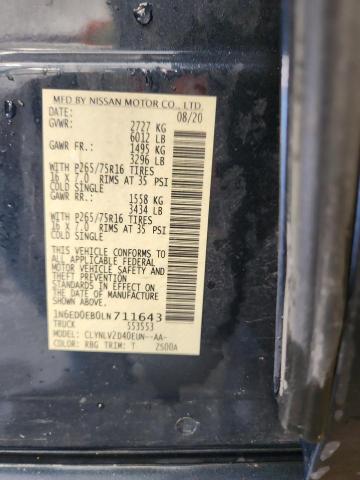 MFD BY NISSAN MOTOR CO., LTD.
DATE: 08/20
GVWR: 2727 KG
6012 LB
GAWR FR.: 1495 KG
3296 LB
WITH P265/75R16 TIRES
16 X 7.0 RIMS AT 35 PSI
COLD SINGLE
GAWR RR.: 1558 KG
3434 LB
WITH P265/75R16 TIRES
16 X 7.0 RIMS AT 35 PSI
COLD SINGLE
THIS VEHICLE CONFORMS TO
ALL APPLICABLE FEDERAL
MOTOR VEHICLE SAFETY
STANDARDS IN EFFECT ON
THE DATE OF MANUFACTURE
SHOWN ABOVE.
1N6ED0EB0LN711643
TRUCK 553553
MODEL: CLYNLV2D40EUN--AA-
COLOR: RBG TRIM: T 2500A